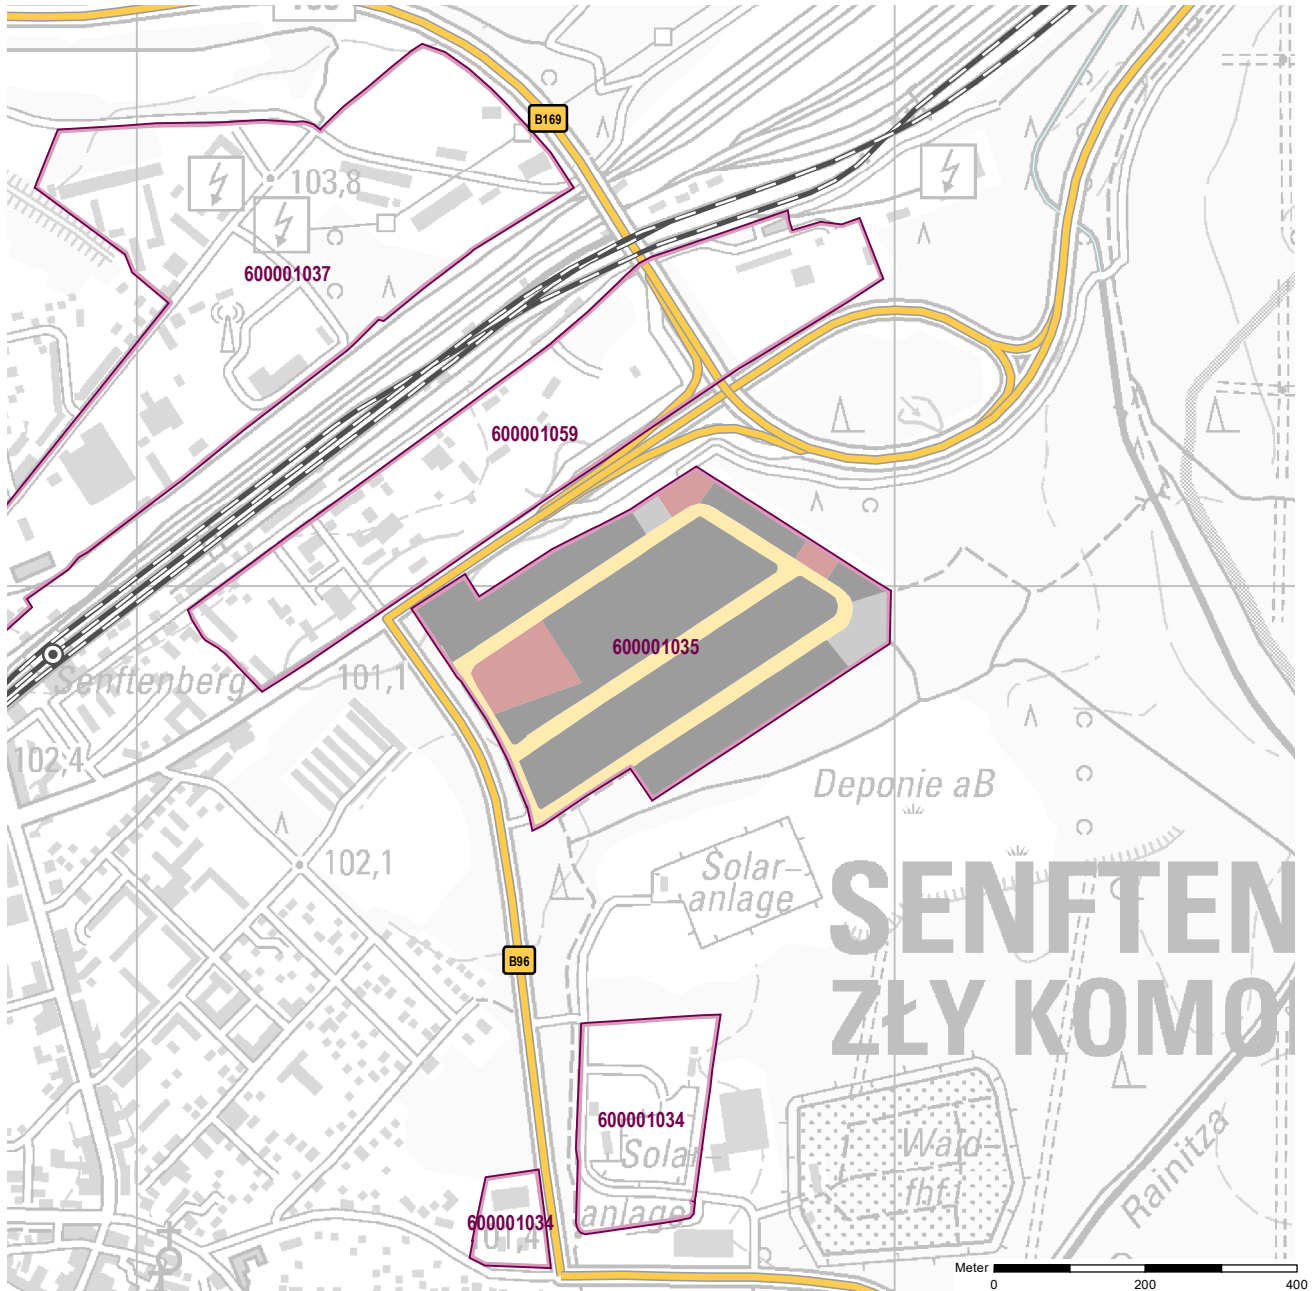 B169
103,8
600001037
600001059
600001035
Senftenberg
101,1
102,4
Deponie aB
102,1
Solar-
anlage
SENFTEN
ZŁY KOMO
B96
600001034
Solar-
anlage
Wald-
fhf
Rainitza
600001034
101,4
Meter
0
200
400